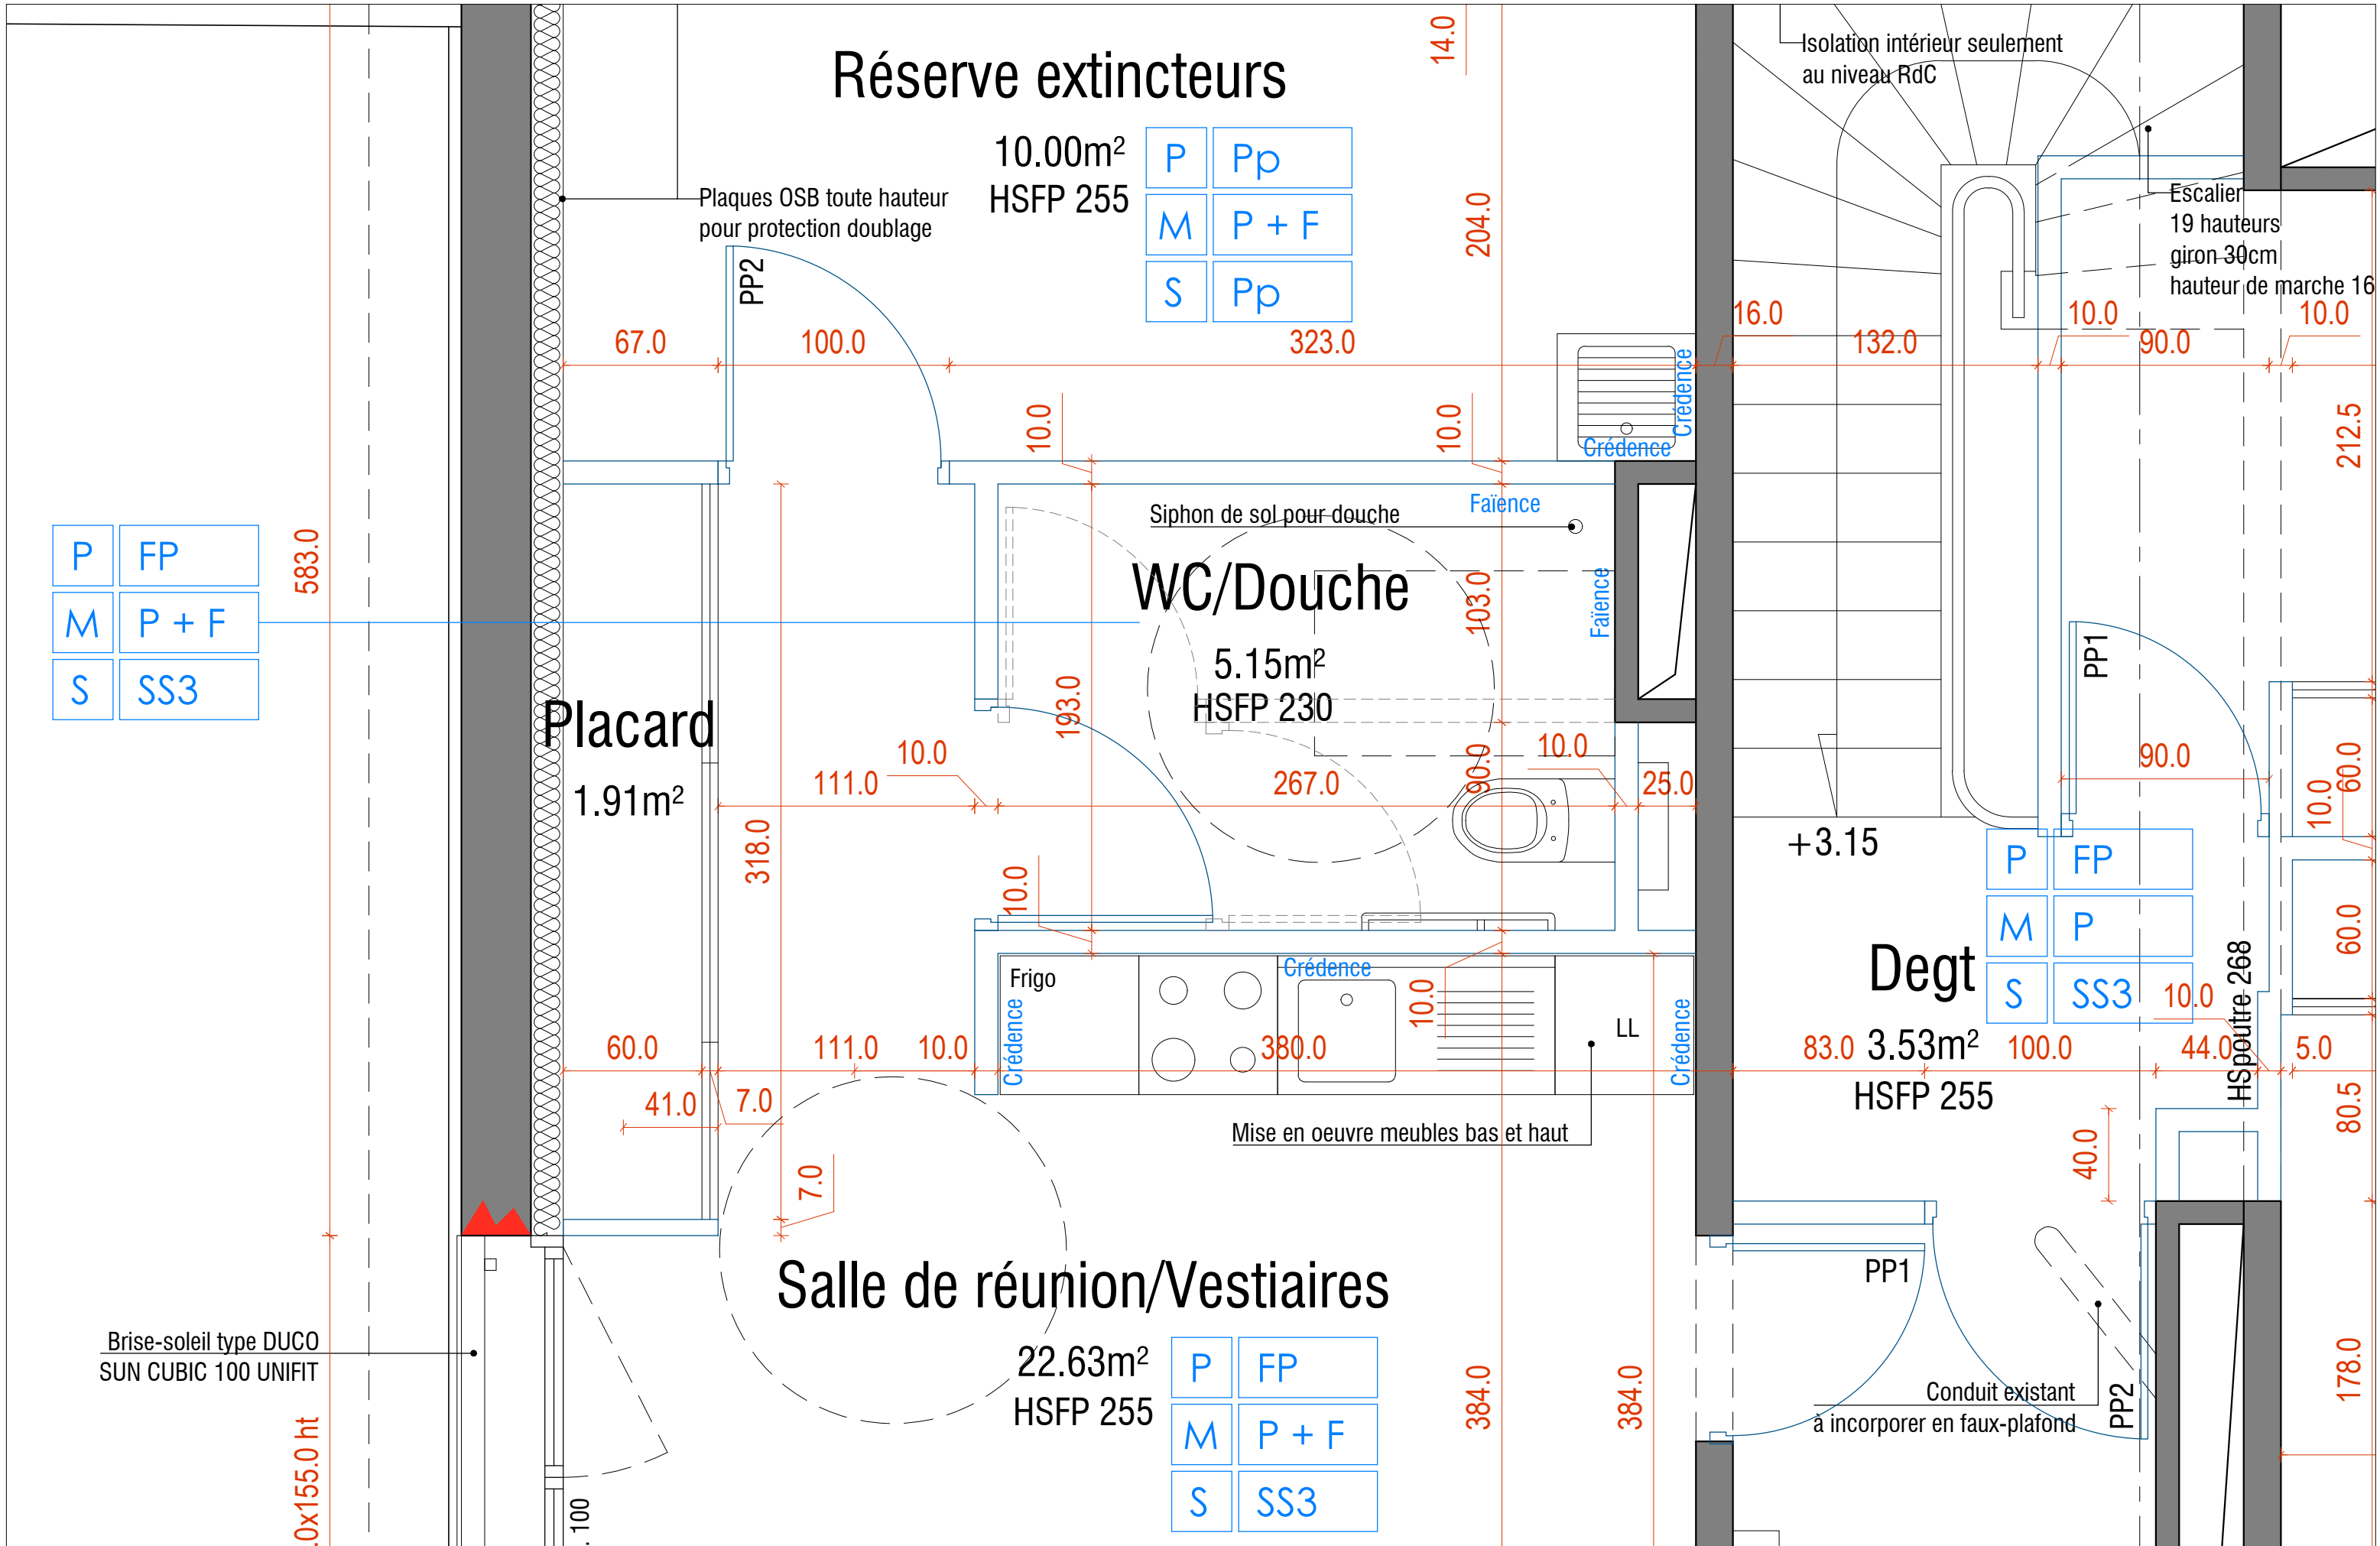 Réserve extincteurs
10.00m²
HSFP 255
P Pp
M P + F
S Pp
14.0
204.0
Isolation intérieur seulement
au niveau RdC
Plaques OSB toute hauteur
pour protection doublage
PP2
Escalier
19 hauteurs
giron 30cm
hauteur de marche 16
67.0
100.0
323.0
16.0
132.0
10.0
90.0
10.0
Crédence
Crédence
10.0
10.0
212.5
583.0
P FP
M P + F
S SS3
Siphon de sol pour douche
Faïence
Faïence
WC/Douche
5.15m²
HSFP 230
103.0
193.0
90.0
Placard
1.91m²
10.0
111.0
267.0
10.0
25.0
318.0
10.0
PP1
90.0
60.0
10.0
60.0
+3.15
P FP
M P
S SS3
Degt
3.53m²
HSFP 255
HSpoutre 268
10.0
Frigo
Crédence
Crédence
Crédence
10.0
LL
60.0
111.0
10.0
380.0
83.0
100.0
44.0
5.0
41.0
7.0
7.0
80.5
40.0
Mise en oeuvre meubles bas et haut
Salle de réunion/Vestiaires
22.63m²
HSFP 255
P FP
M P + F
S SS3
PP1
PP2
Brise-soleil type DUCO
SUN CUBIC 100 UNIFIT
384.0
384.0
178.0
Conduit existant
à incorporer en faux-plafond
.0x155.0 ht
. 100